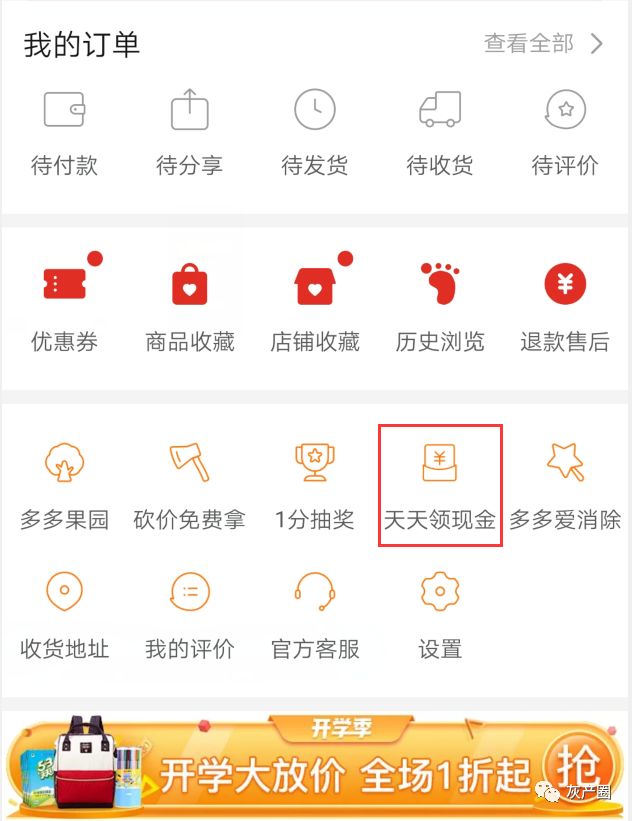 我的订单 查看全部
待付款 待分享 待发货 待收货 待评价
优惠券 商品收藏 店铺收藏 历史浏览 退款售后
多多果园 砍价免费拿 1分抽奖 天天领现金 多多爱消除
收货地址 我的评价 官方客服 设置
开学季
开学大放价 全场1折起 抢
灰产圈